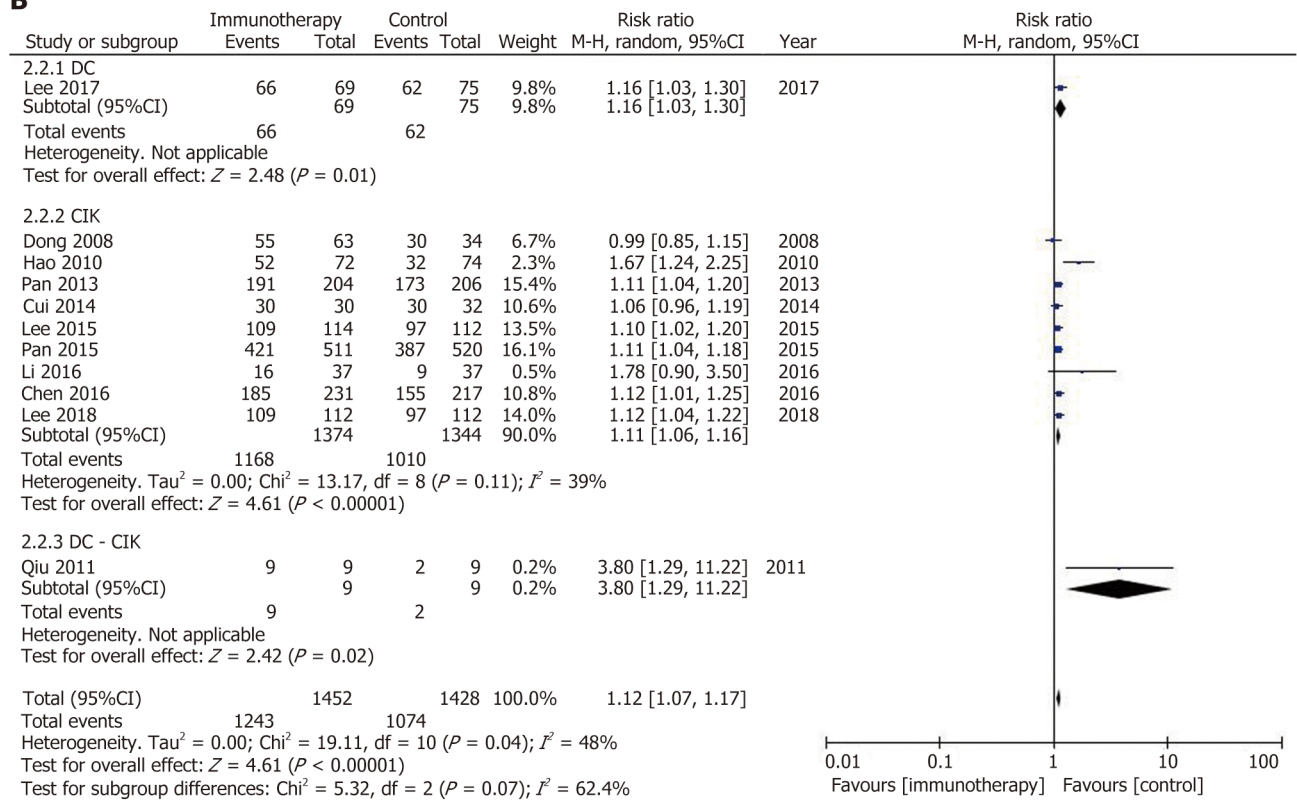 B
Immunotherapy Control Risk ratio Risk ratio
Study or subgroup Events Total Events Total Weight M-H, random, 95%CI Year M-H, random, 95%CI
2.2.1 DC
Lee 2017 66 69 62 75 9.8% 1.16 [1.03, 1.30] 2017
Subtotal (95%CI) 69 75 9.8% 1.16 [1.03, 1.30]
Total events 66 62
Heterogeneity. Not applicable
Test for overall effect: Z = 2.48 (P = 0.01)
2.2.2 CIK
Dong 2008 55 63 30 34 6.7% 0.99 [0.85, 1.15] 2008
Hao 2010 52 72 32 74 2.3% 1.67 [1.24, 2.25] 2010
Pan 2013 191 204 173 206 15.4% 1.11 [1.04, 1.20] 2013
Cui 2014 30 30 30 32 10.6% 1.06 [0.96, 1.19] 2014
Lee 2015 109 114 97 112 13.5% 1.10 [1.02, 1.20] 2015
Pan 2015 421 511 387 520 16.1% 1.11 [1.04, 1.18] 2015
Li 2016 16 37 9 37 0.5% 1.78 [0.90, 3.50] 2016
Chen 2016 185 231 155 217 10.8% 1.12 [1.01, 1.25] 2016
Lee 2018 109 112 97 112 14.0% 1.12 [1.04, 1.22] 2018
Subtotal (95%CI) 1374 1344 90.0% 1.11 [1.06, 1.16]
Total events 1168 1010
Heterogeneity. Tau² = 0.00; Chi² = 13.17, df = 8 (P = 0.11); I² = 39%
Test for overall effect: Z = 4.61 (P < 0.00001)
2.2.3 DC - CIK
Qiu 2011 9 9 2 9 0.2% 3.80 [1.29, 11.22] 2011
Subtotal (95%CI) 9 9 0.2% 3.80 [1.29, 11.22]
Total events 9 2
Heterogeneity. Not applicable
Test for overall effect: Z = 2.42 (P = 0.02)
Total (95%CI) 1452 1428 100.0% 1.12 [1.07, 1.17]
Total events 1243 1074
Heterogeneity. Tau² = 0.00; Chi² = 19.11, df = 10 (P = 0.04); I² = 48%
Test for overall effect: Z = 4.61 (P < 0.00001)
Test for subgroup differences: Chi² = 5.32, df = 2 (P = 0.07); I² = 62.4%
0.01 0.1 1 10 100
Favours [immunotherapy] Favours [control]